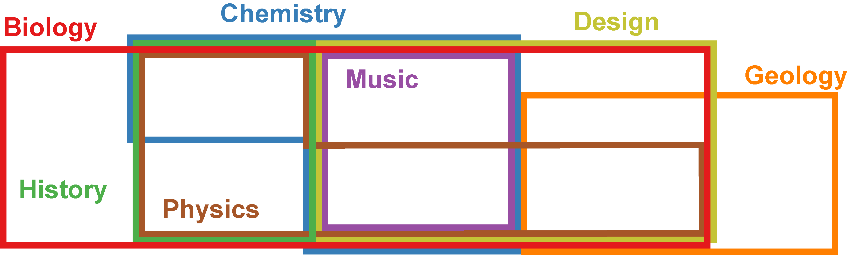 Chemistry
Biology
Design
Geology
Music
History
Physics